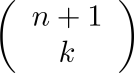 ( n + 1
k )